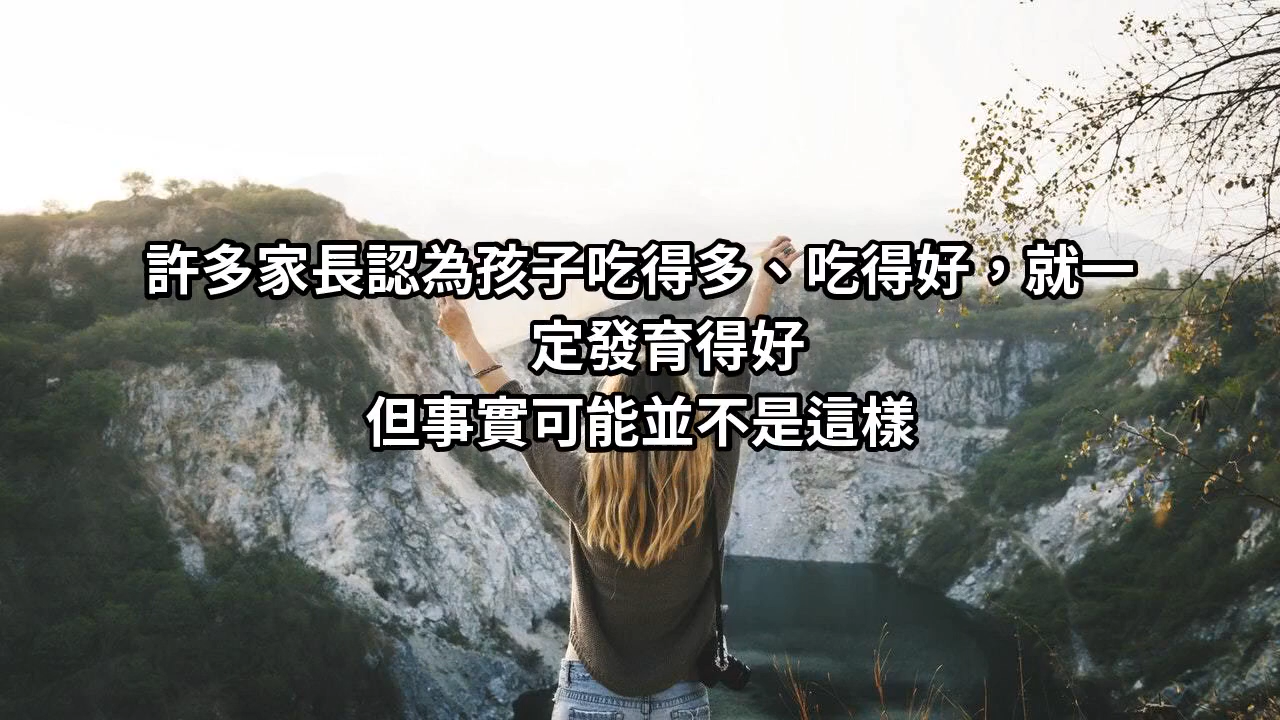 許多家長認為孩子吃得多、吃得好，就一
定發育得好
但事實可能並不是這樣